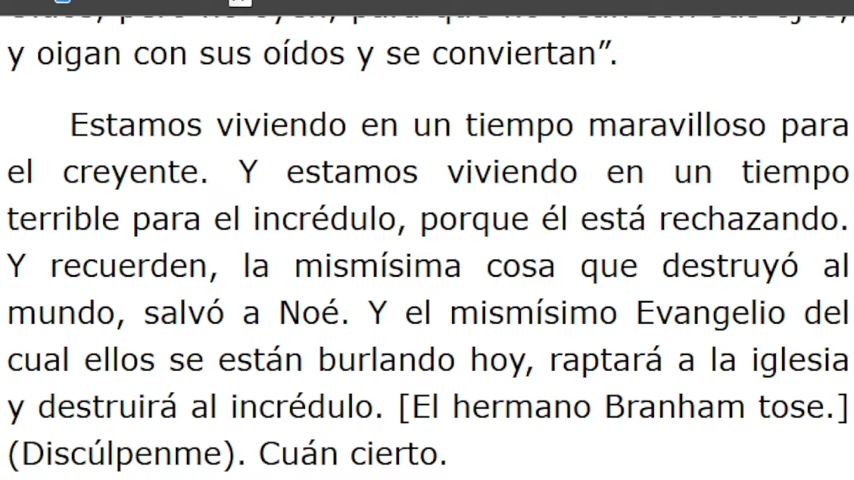 y oigan con sus oídos y se conviertan”.
Estamos viviendo en un tiempo maravilloso para
el creyente. Y estamos viviendo en un tiempo
terrible para el incrédulo, porque él está rechazando.
Y recuerden, la mismísima cosa que destruyó al
mundo, salvó a Noé. Y el mismísimo Evangelio del
cual ellos se están burlando hoy, raptará a la iglesia
y destruirá al incrédulo. [El hermano Branham tose.]
(Discúlpenme). Cuán cierto.